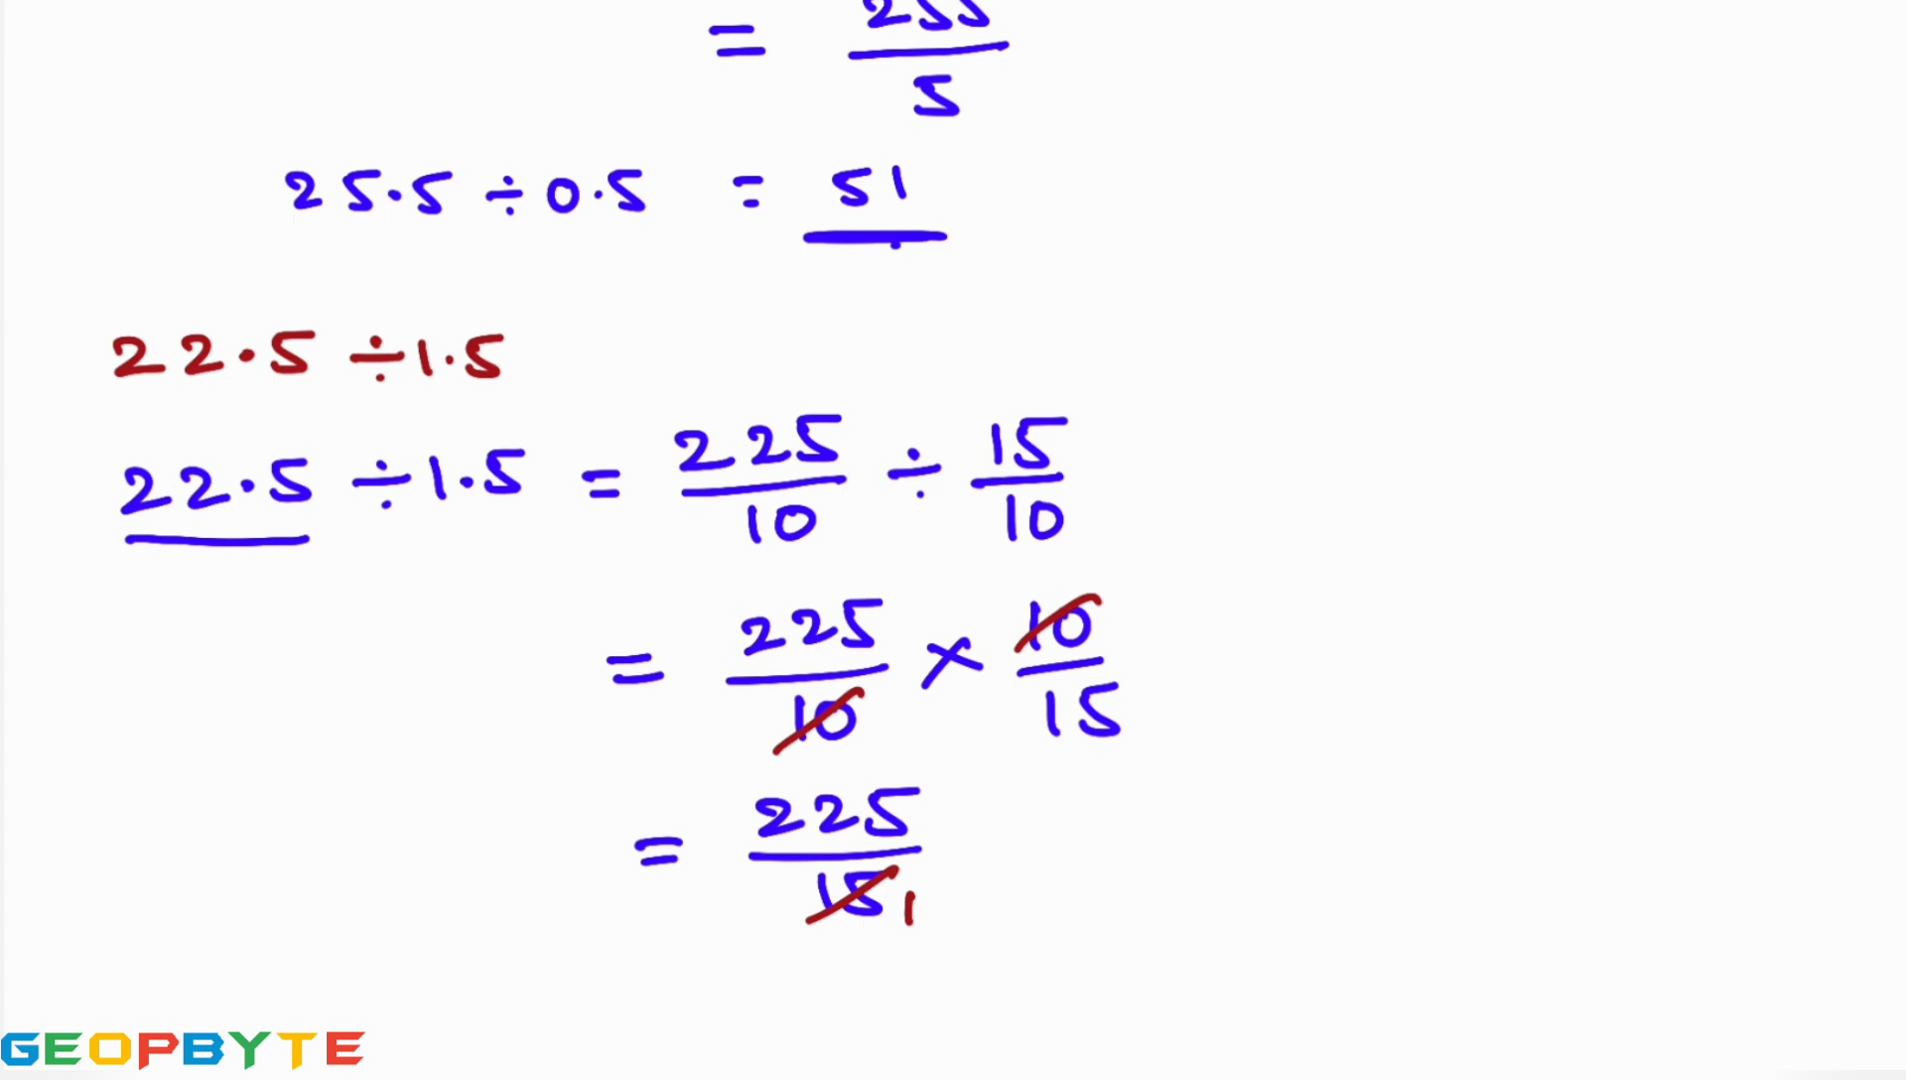 = 255/5
25.5 ÷ 0.5 = 51
22.5 ÷ 1.5
22.5 ÷ 1.5 = 225/10 ÷ 15/10
= 225/10 × 10/15
= 225/15 1
GEOPBYTE